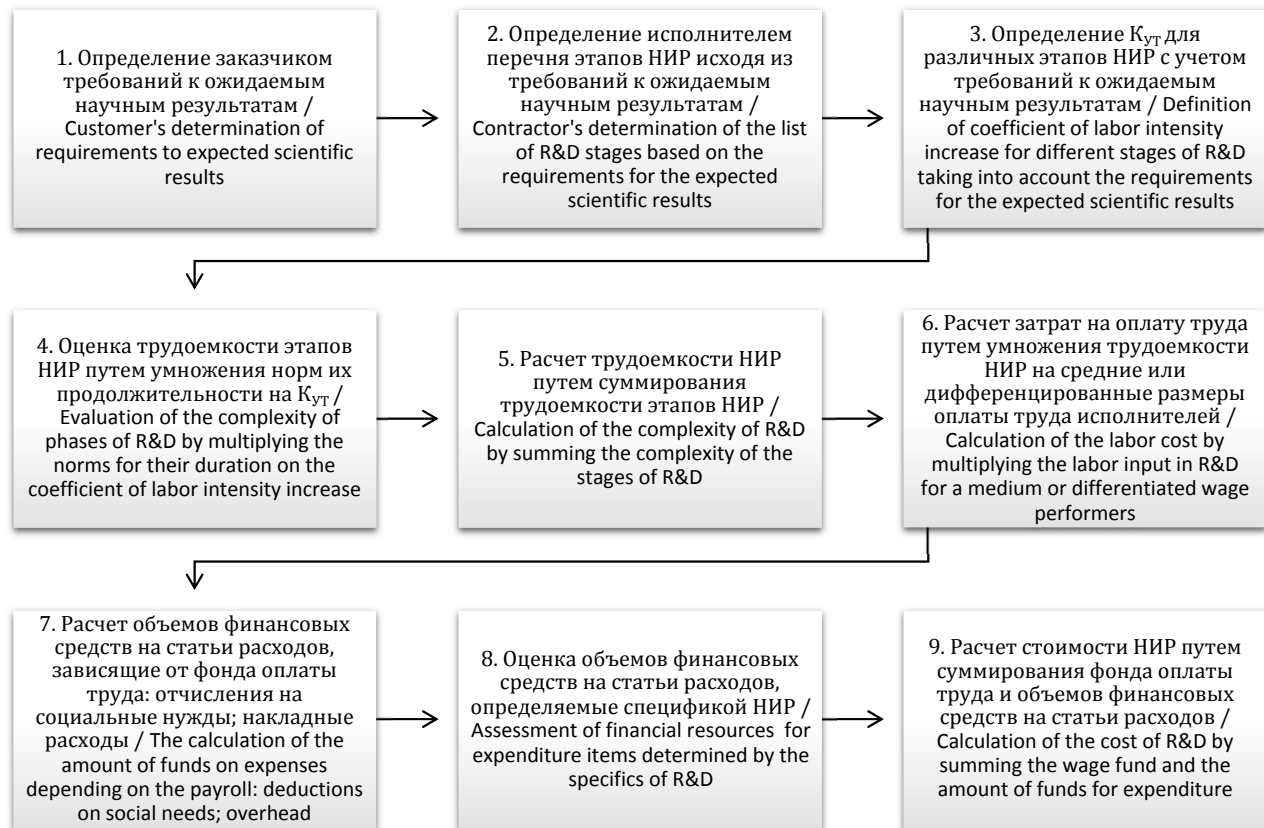 1. Определение заказчиком
требований к ожидаемым
научным результатам /
Customer's determination of
requirements to expected scientific
results
2. Определение исполнителем
перечня этапов НИР исходя из
требований к ожидаемым
научным результатам /
Contractor's determination of the list
of R&D stages based on the
requirements for the expected
scientific results
3. Определение КУТ для
различных этапов НИР с учетом
требований к ожидаемым
научным результатам / Definition
of coefficient of labor intensity
increase for different stages of R&D
taking into account the requirements
for the expected scientific results
4. Оценка трудоемкости этапов
НИР путем умножения норм их
продолжительности на КУТ /
Evaluation of the complexity of
phases of R&D by multiplying the
norms for their duration on the
coefficient of labor intensity increase
5. Расчет трудоемкости НИР
путем суммирования
трудоемкости этапов НИР /
Calculation of the complexity of R&D
by summing the complexity of the
stages of R&D
6. Расчет затрат на оплату труда
путем умножения трудоемкости
НИР на средние или
дифференцированные размеры
оплаты труда исполнителей /
Calculation of the labor cost by
multiplying the labor input in R&D
for a medium or differentiated wage
performers
7. Расчет объемов финансовых
средств на статьи расходов,
зависящие от фонда оплаты
труда: отчисления на
социальные нужды; накладные
расходы / The calculation of the
amount of funds on expenses
depending on the payroll: deductions
on social needs; overhead
8. Оценка объемов финансовых
средств на статьи расходов,
определяемые спецификой НИР /
Assessment of financial resources for
expenditure items determined by the
specifics of R&D
9. Расчет стоимости НИР путем
суммирования фонда оплаты
труда и объемов финансовых
средств на статьи расходов /
Calculation of the cost of R&D by
summing the wage fund and the
amount of funds for expenditure